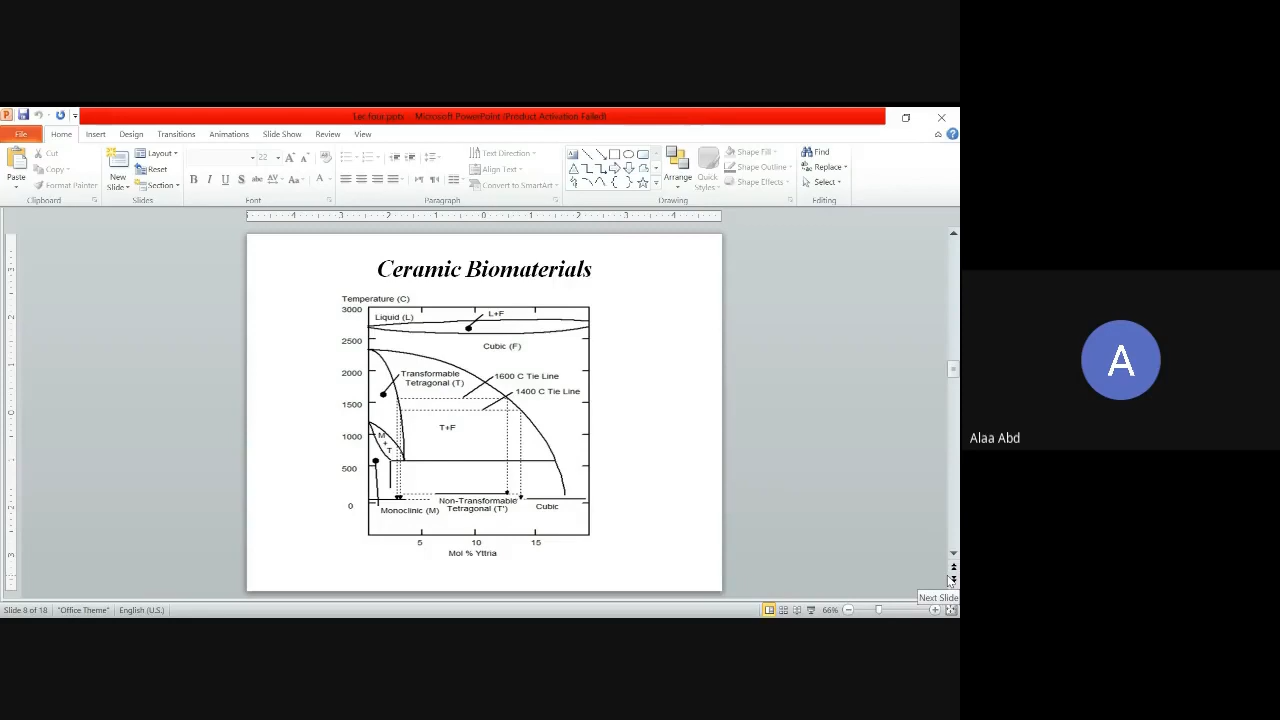 Lec four.pptx - Microsoft PowerPoint (Product Activation Failed)
File Home Insert Design Transitions Animations Slide Show Review View
Paste
Cut
Copy
Format Painter
Clipboard
New Slide
Layout
Reset
Section
Slides
22
Font
Text Direction
Align Text
Convert to SmartArt
Paragraph
Arrange
Quick Styles
Shape Fill
Shape Outline
Shape Effects
Drawing
Find
Replace
Select
Editing
Ceramic Biomaterials
Temperature (C)
3000
Liquid (L)
L+F
2500
Cubic (F)
2000
Transformable
Tetragonal (T)
1600 C Tie Line
1400 C Tie Line
1500
T+F
1000
M
+
T
500
0
Monoclinic (M)
Non-Transformable
Tetragonal (T')
Cubic
5 10 15
Mol % Yttria
Next Slide
Slide 8 of 18 "Office Theme" English (U.S.) 66%
A
Alaa Abd